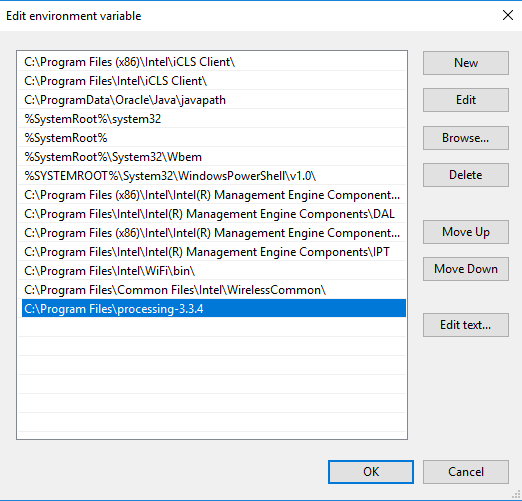 Edit environment variable
C:\Program Files (x86)\Intel\iCLS Client\
New
C:\Program Files\Intel\iCLS Client\
C:\ProgramData\Oracle\Java\javapath
Edit
%SystemRoot%\system32
%SystemRoot%
Browse...
%SystemRoot%\System32\Wbem
%SYSTEMROOT%\System32\WindowsPowerShell\v1.0\
Delete
C:\Program Files (x86)\Intel\Intel(R) Management Engine Component...
C:\Program Files\Intel\Intel(R) Management Engine Components\DAL
C:\Program Files (x86)\Intel\Intel(R) Management Engine Component...
Move Up
C:\Program Files\Intel\Intel(R) Management Engine Components\IPT
C:\Program Files\Intel\WiFi\bin\
Move Down
C:\Program Files\Common Files\Intel\WirelessCommon\
C:\Program Files\processing-3.3.4
Edit text...
OK
Cancel